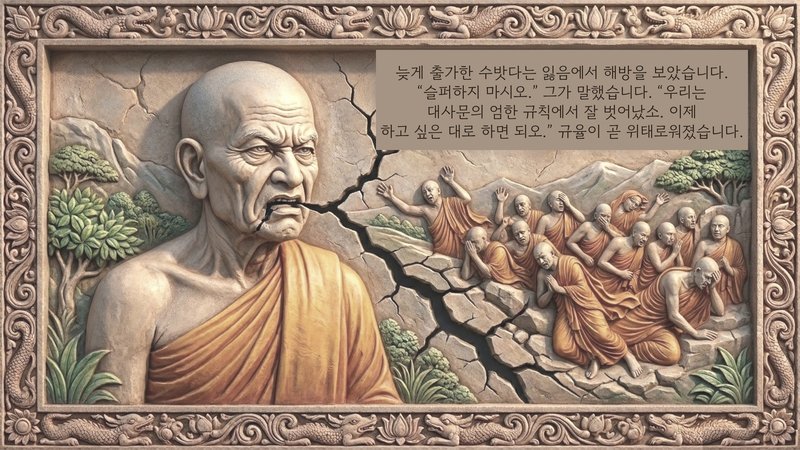 늦게 출가한 수밧다는 잃음에서 해방을 보았습니다.
“슬퍼하지 마시오.” 그가 말했습니다. “우리는
대사문의 엄한 규칙에서 잘 벗어났소. 이제
하고 싶은 대로 하면 되오.” 규율이 곧 위태로워졌습니다.